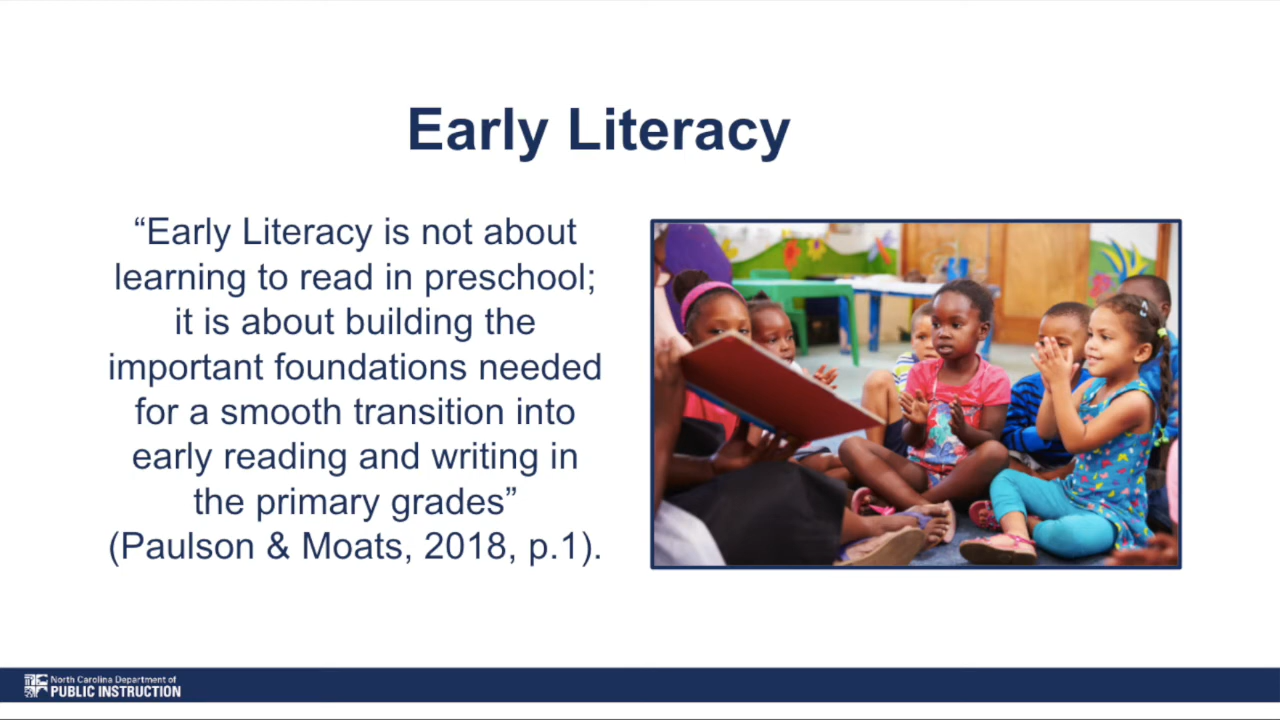 Early Literacy
“Early Literacy is not about
learning to read in preschool;
it is about building the
important foundations needed
for a smooth transition into
early reading and writing in
the primary grades”
(Paulson & Moats, 2018, p.1).
North Carolina Department of
PUBLIC INSTRUCTION